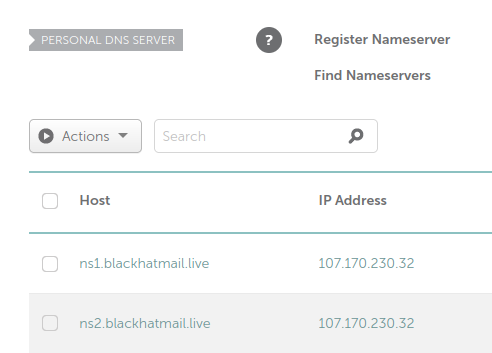 PERSONAL DNS SERVER ? Register Nameserver
Find Nameservers
Actions Search
Host IP Address
ns1.blackhatmail.live 107.170.230.32
ns2.blackhatmail.live 107.170.230.32